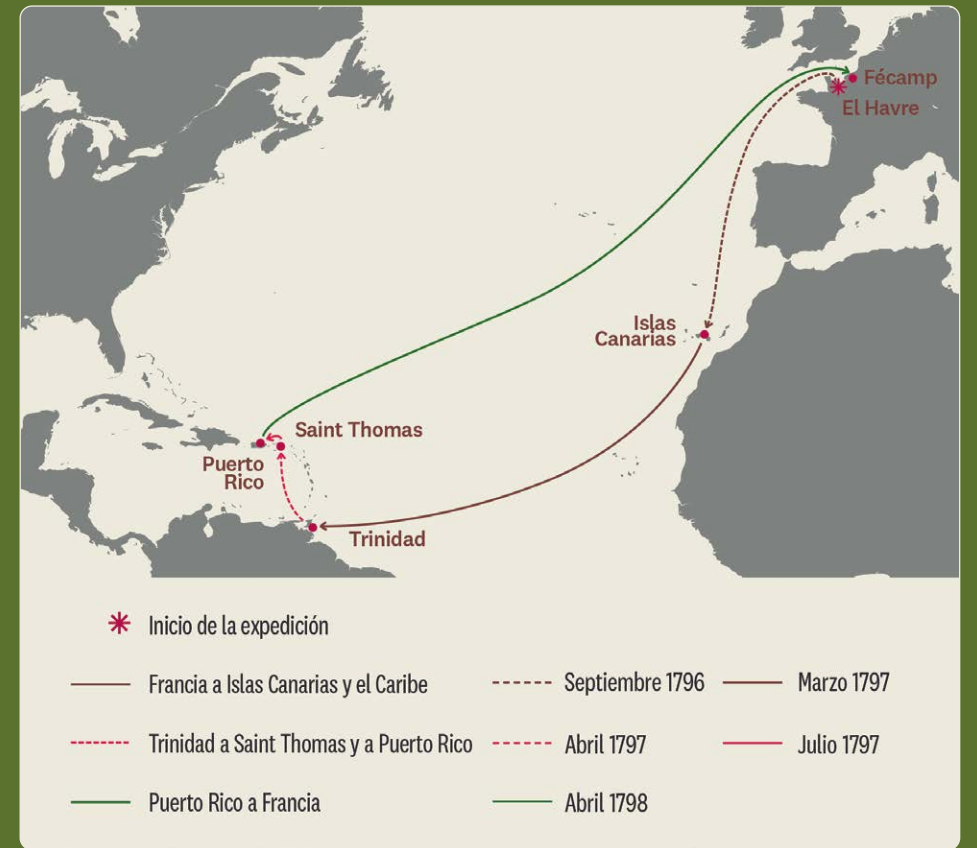 Fécamp
El Havre
Islas
Canarias
Saint Thomas
Puerto
Rico
Trinidad
Inicio de la expedición
Francia a Islas Canarias y el Caribe
Septiembre 1796
Marzo 1797
Trinidad a Saint Thomas y a Puerto Rico
Abril 1797
Julio 1797
Puerto Rico a Francia
Abril 1798